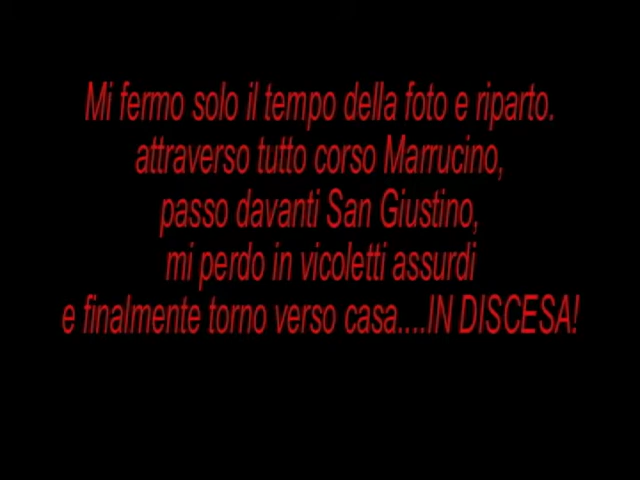 Mi fermo solo il tempo della foto e riparto.
attraverso tutto corso Marrucino,
passo davanti San Giustino,
mi perdo in vicoletti assurdi
e finalmente torno verso casa....IN DISCESA!